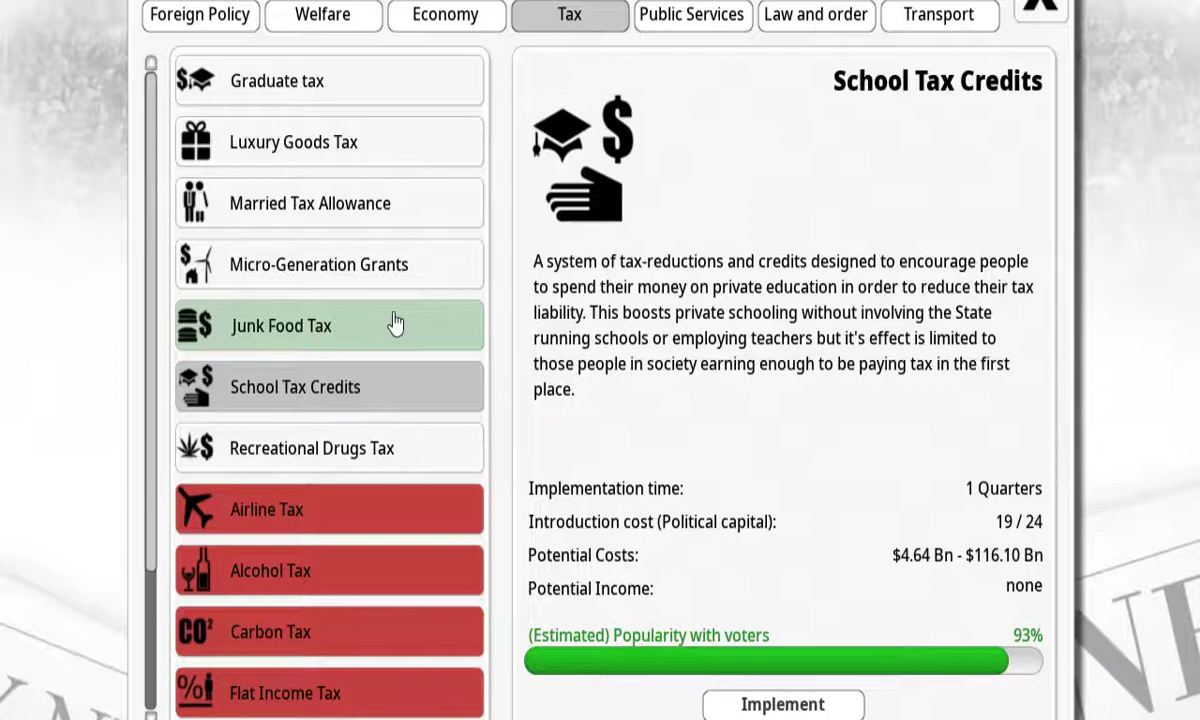 Foreign Policy
Welfare
Economy
Tax
Public Services
Law and order
Transport
X
Graduate tax
Luxury Goods Tax
Married Tax Allowance
Micro-Generation Grants
Junk Food Tax
School Tax Credits
Recreational Drugs Tax
Airline Tax
Alcohol Tax
CO² Carbon Tax
Flat Income Tax
School Tax Credits
A system of tax-reductions and credits designed to encourage people
to spend their money on private education in order to reduce their tax
liability. This boosts private schooling without involving the State
running schools or employing teachers but it's effect is limited to
those people in society earning enough to be paying tax in the first
place.
Implementation time: 1 Quarters
Introduction cost (Political capital): 19 / 24
Potential Costs: $4.64 Bn - $116.10 Bn
Potential Income: none
(Estimated) Popularity with voters 93%
Implement